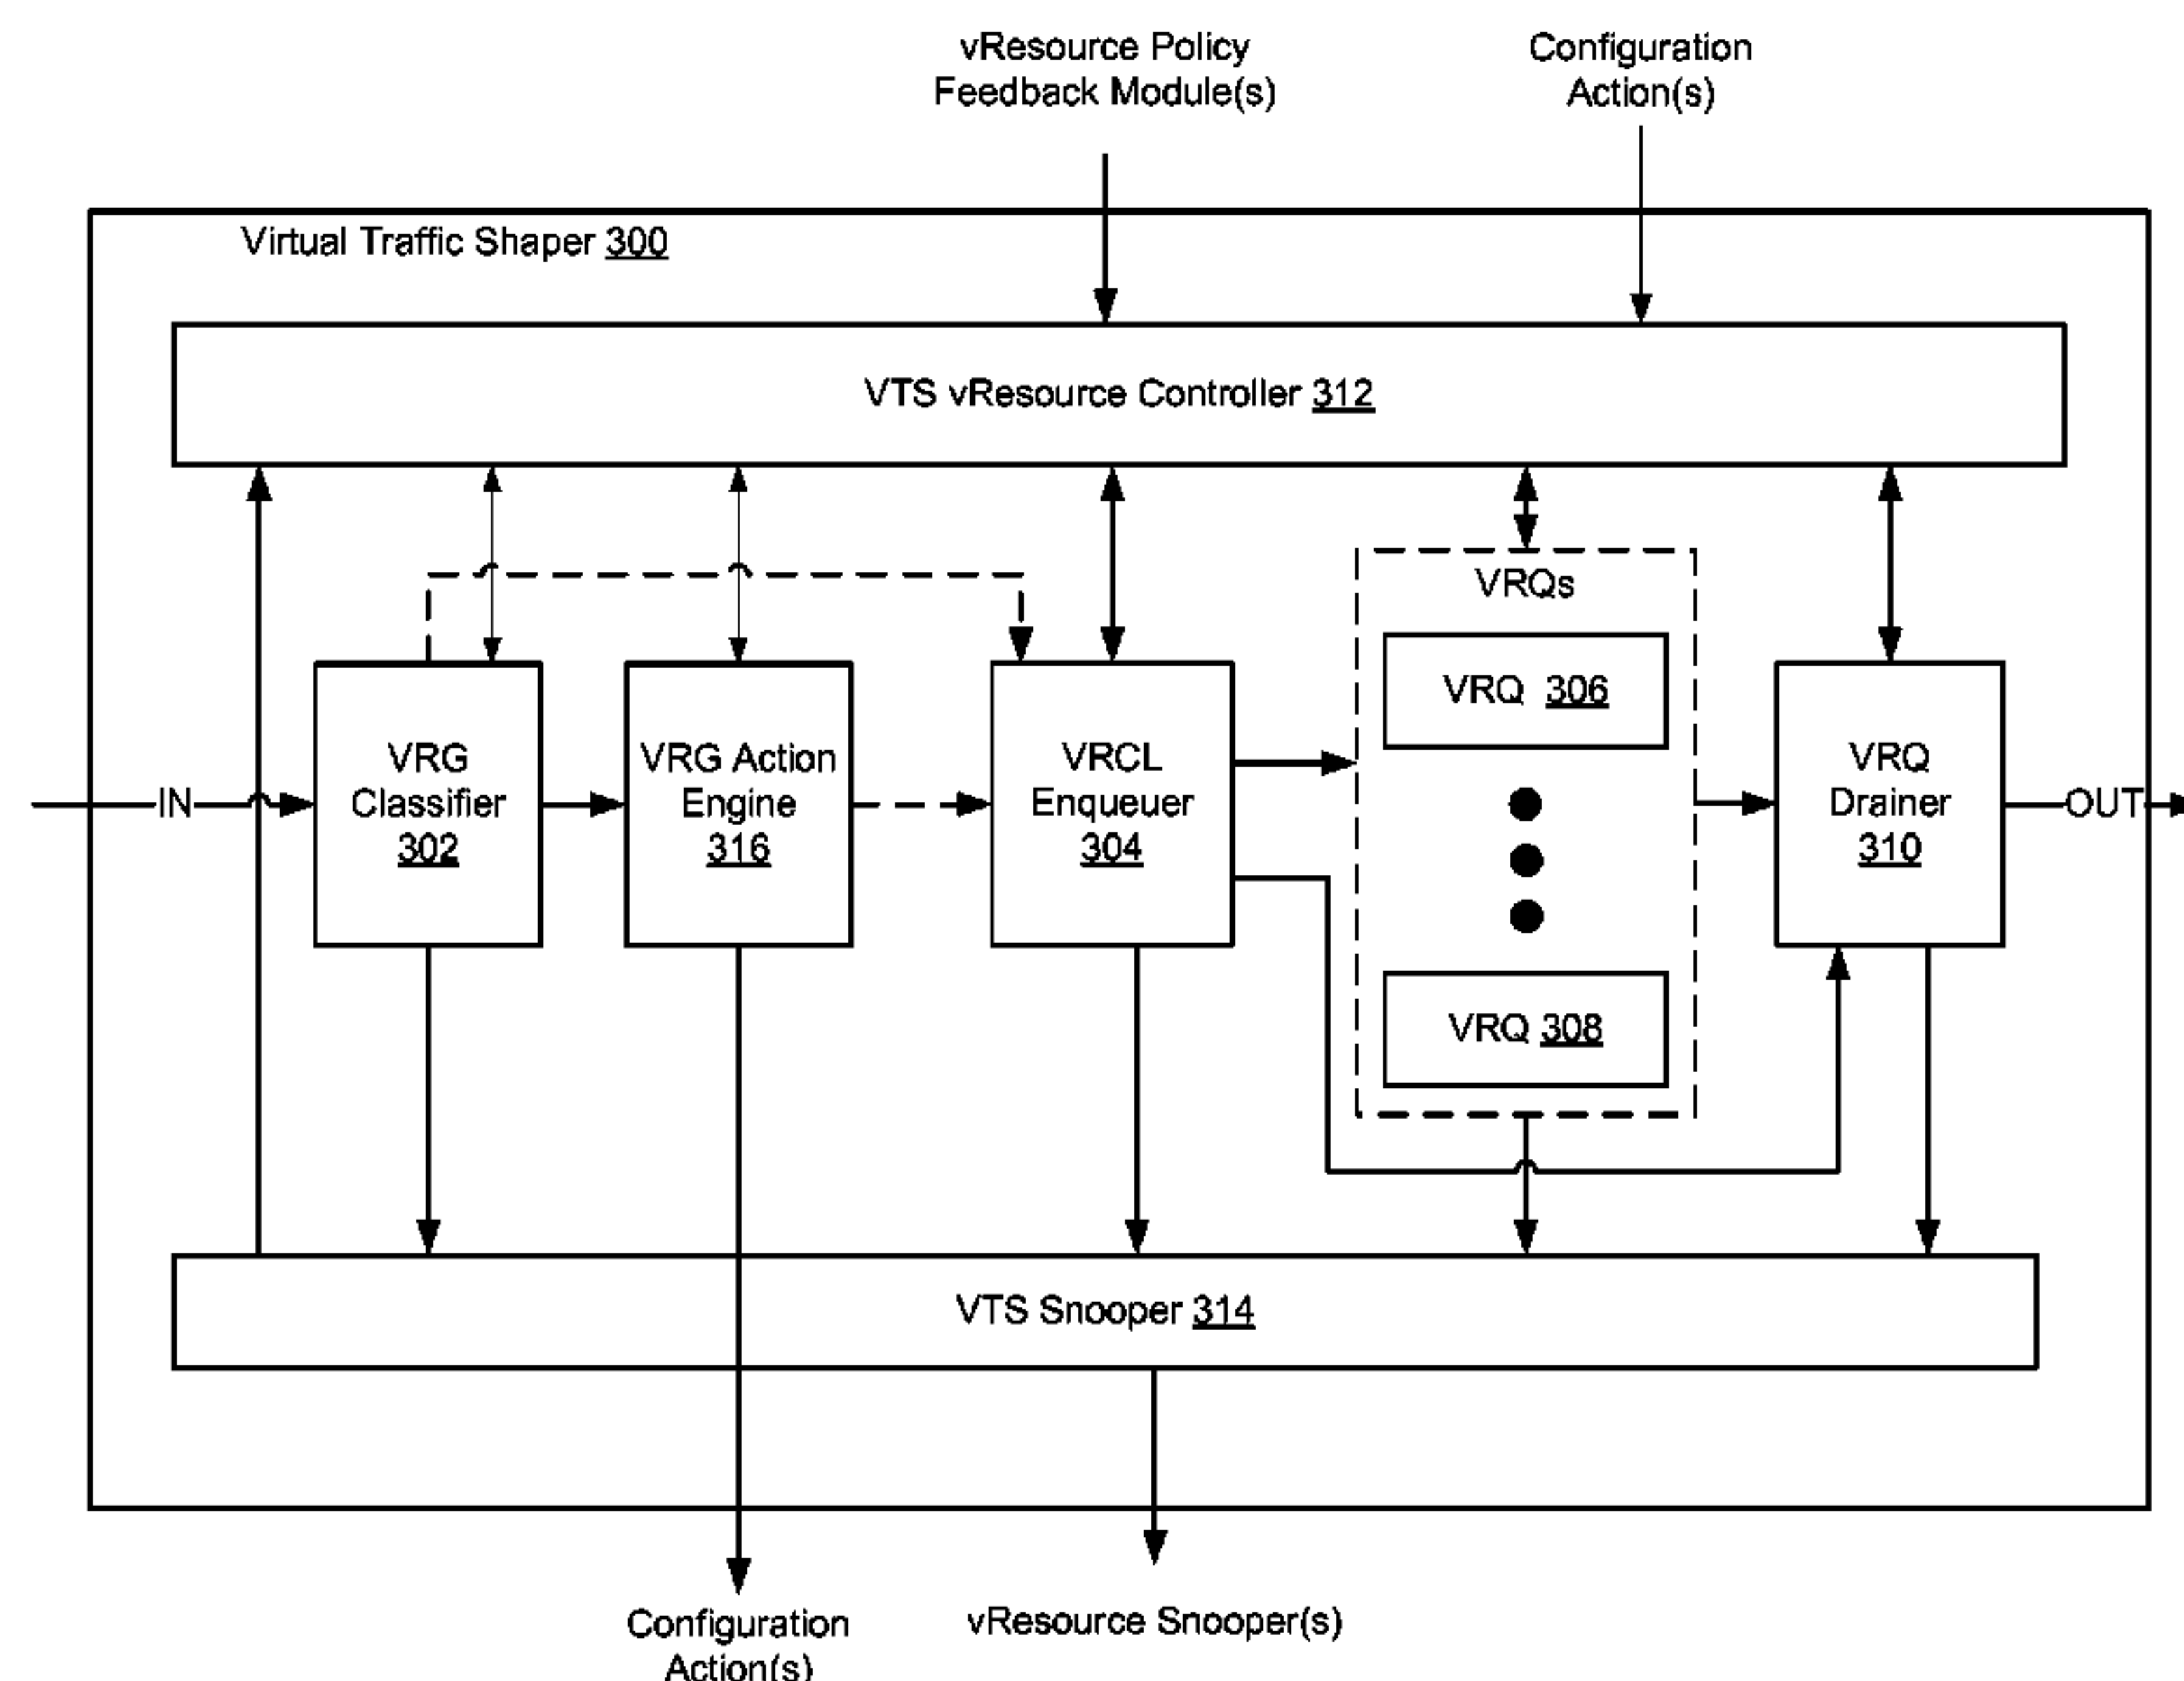 vResource Policy
Feedback Module(s)
Configuration
Action(s)
Virtual Traffic Shaper 300
VTS vResource Controller 312
VRQs
VRQ 306
VRG
Classifier
302
VRG Action
Engine
316
VRCL
Enqueuer
304
VRQ
Drainer
310
IN
OUT
VRQ 308
VTS Snooper 314
Configuration
Action(s)
vResource Snooper(s)